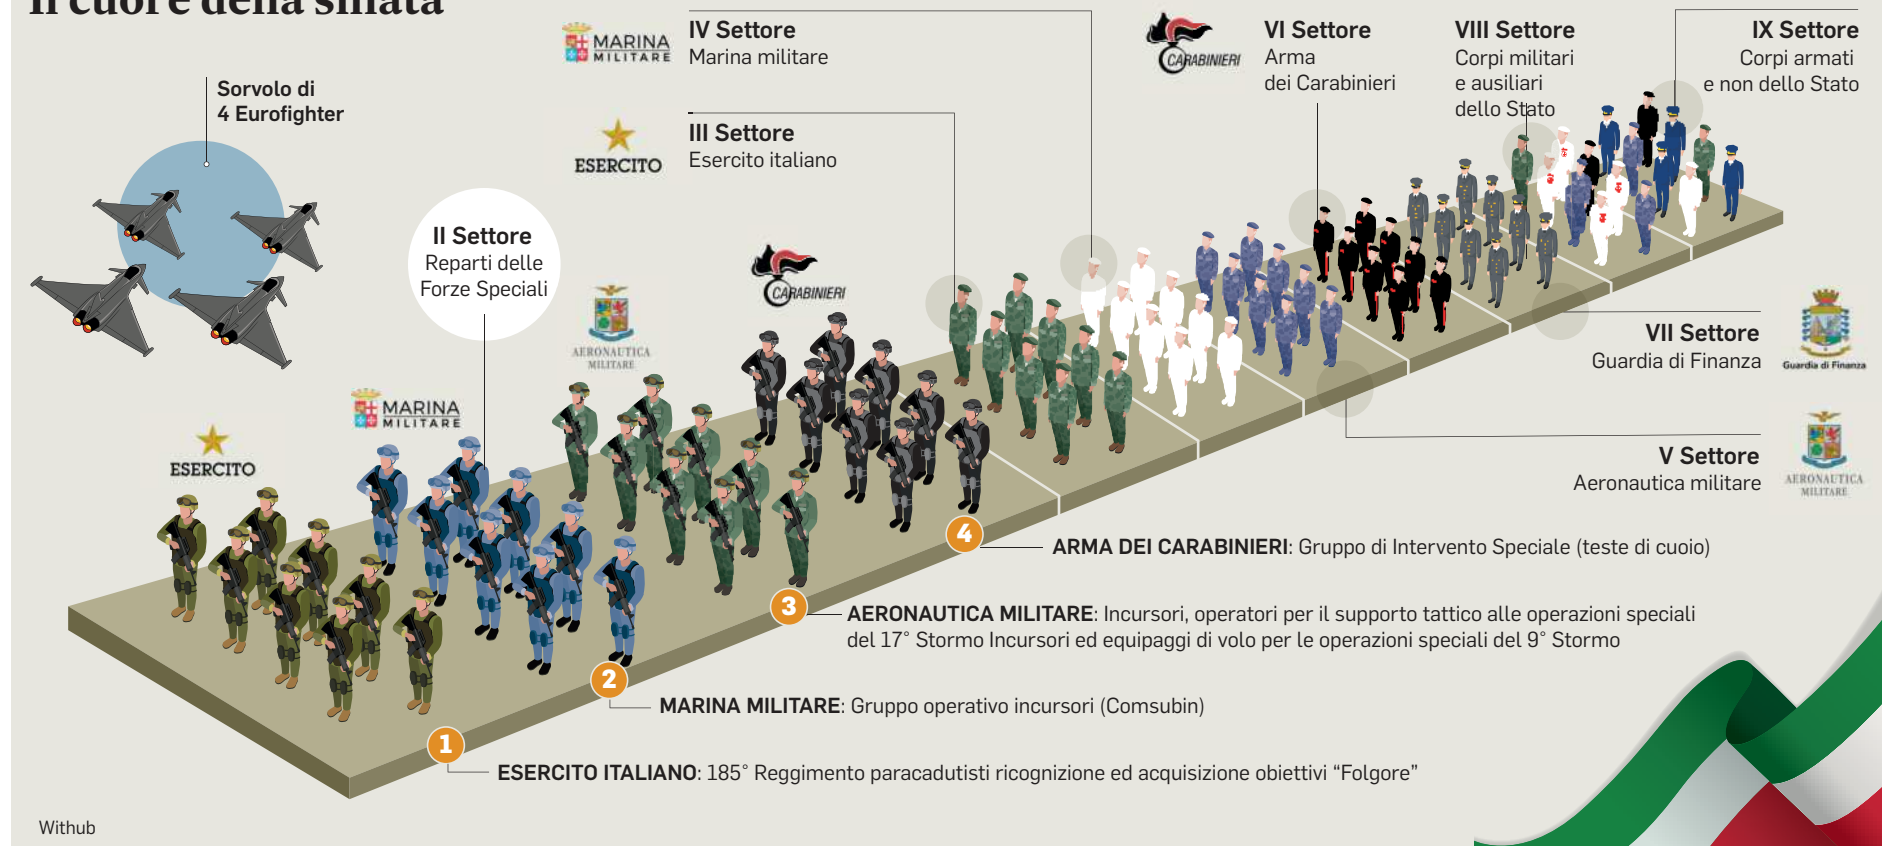 Il cuore della sfilata
Sorvolo di
4 Eurofighter
II Settore
Reparti delle
Forze Speciali
MARINA
MILITARE
IV Settore
Marina militare
ESERCITO
III Settore
Esercito italiano
CARABINIERI
VI Settore
Arma
dei Carabinieri
VIII Settore
Corpi militari
e ausiliari
dello Stato
IX Settore
Corpi armati
e non dello Stato
CARABINIERI
AERONAUTICA
MILITARE
MARINA
MILITARE
ESERCITO
VII Settore
Guardia di Finanza
Guardia di Finanza
V Settore
Aeronautica militare
AERONAUTICA
MILITARE
4
ARMA DEI CARABINIERI: Gruppo di Intervento Speciale (teste di cuoio)
3
AERONAUTICA MILITARE: Incursori, operatori per il supporto tattico alle operazioni speciali
del 17° Stormo Incursori ed equipaggi di volo per le operazioni speciali del 9° Stormo
2
MARINA MILITARE: Gruppo operativo incursori (Comsubin)
1
ESERCITO ITALIANO: 185° Reggimento paracadutisti ricognizione ed acquisizione obiettivi “Folgore”
Withub